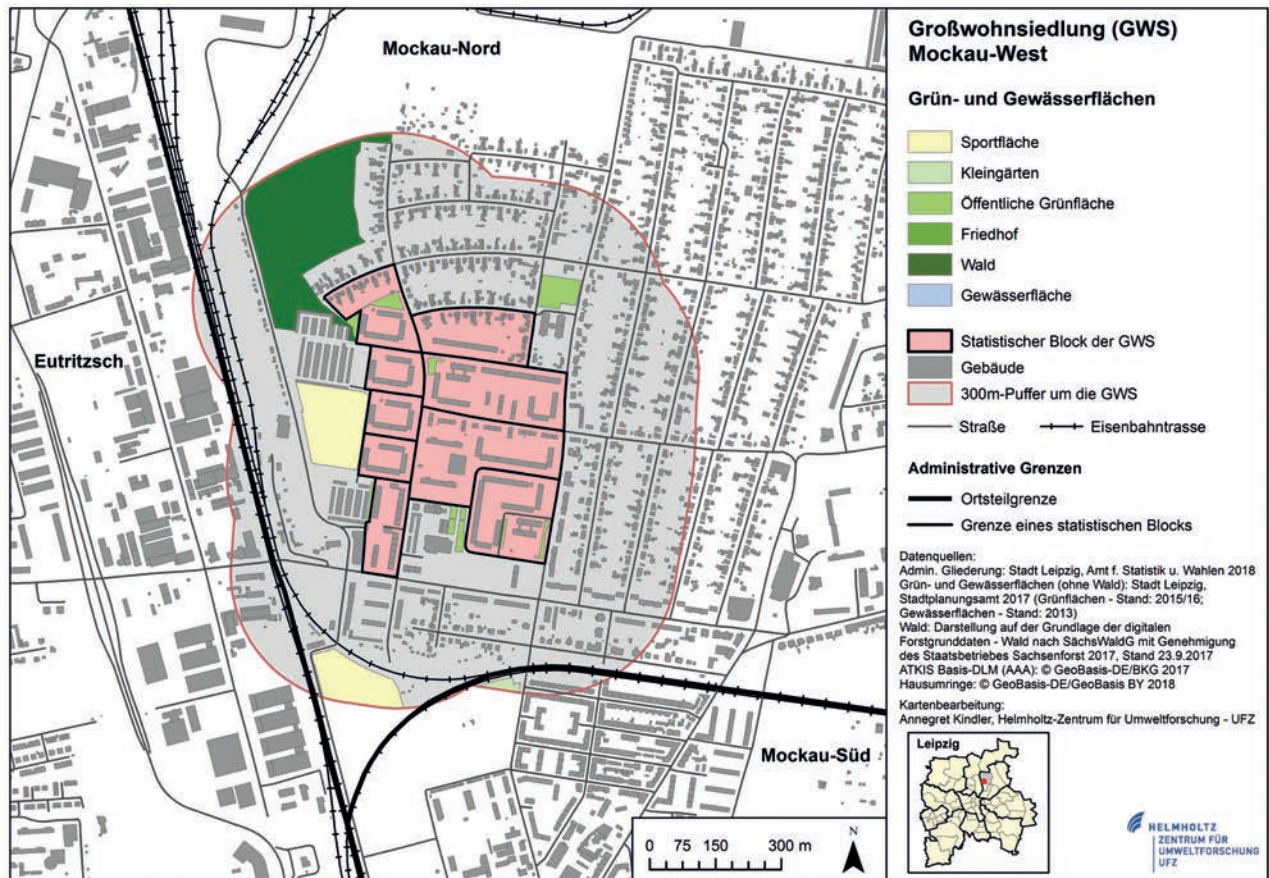 Mockau-Nord
Eutritzsch
Mockau-Süd
0 75 150 300 m
N
Großwohnsiedlung (GWS)
Mockau-West
Grün- und Gewässerflächen
Sportfläche
Kleingärten
Öffentliche Grünfläche
Friedhof
Wald
Gewässerfläche
Statistischer Block der GWS
Gebäude
300m-Puffer um die GWS
Straße Eisenbahntrasse
Administrative Grenzen
Ortsteilgrenze
Grenze eines statistischen Blocks
Datenquellen:
Admin. Gliederung: Stadt Leipzig, Amt f. Statistik u. Wahlen 2018
Grün- und Gewässerflächen (ohne Wald): Stadt Leipzig,
Stadtplanungsamt 2017 (Grünflächen - Stand: 2015/16;
Gewässerflächen - Stand: 2013)
Wald: Darstellung auf der Grundlage der digitalen
Forstgrunddaten - Wald nach SächsWaldG mit Genehmigung
des Staatsbetriebes Sachsenforst 2017, Stand 23.9.2017
ATKIS Basis-DLM (AAA): © GeoBasis-DE/BKG 2017
Hausumringe: © GeoBasis-DE/GeoBasis BY 2018
Kartenbearbeitung:
Annegret Kindler, Helmholtz-Zentrum für Umweltforschung - UFZ
Leipzig
HELMHOLTZ
ZENTRUM FÜR
UMWELTFORSCHUNG
UFZ